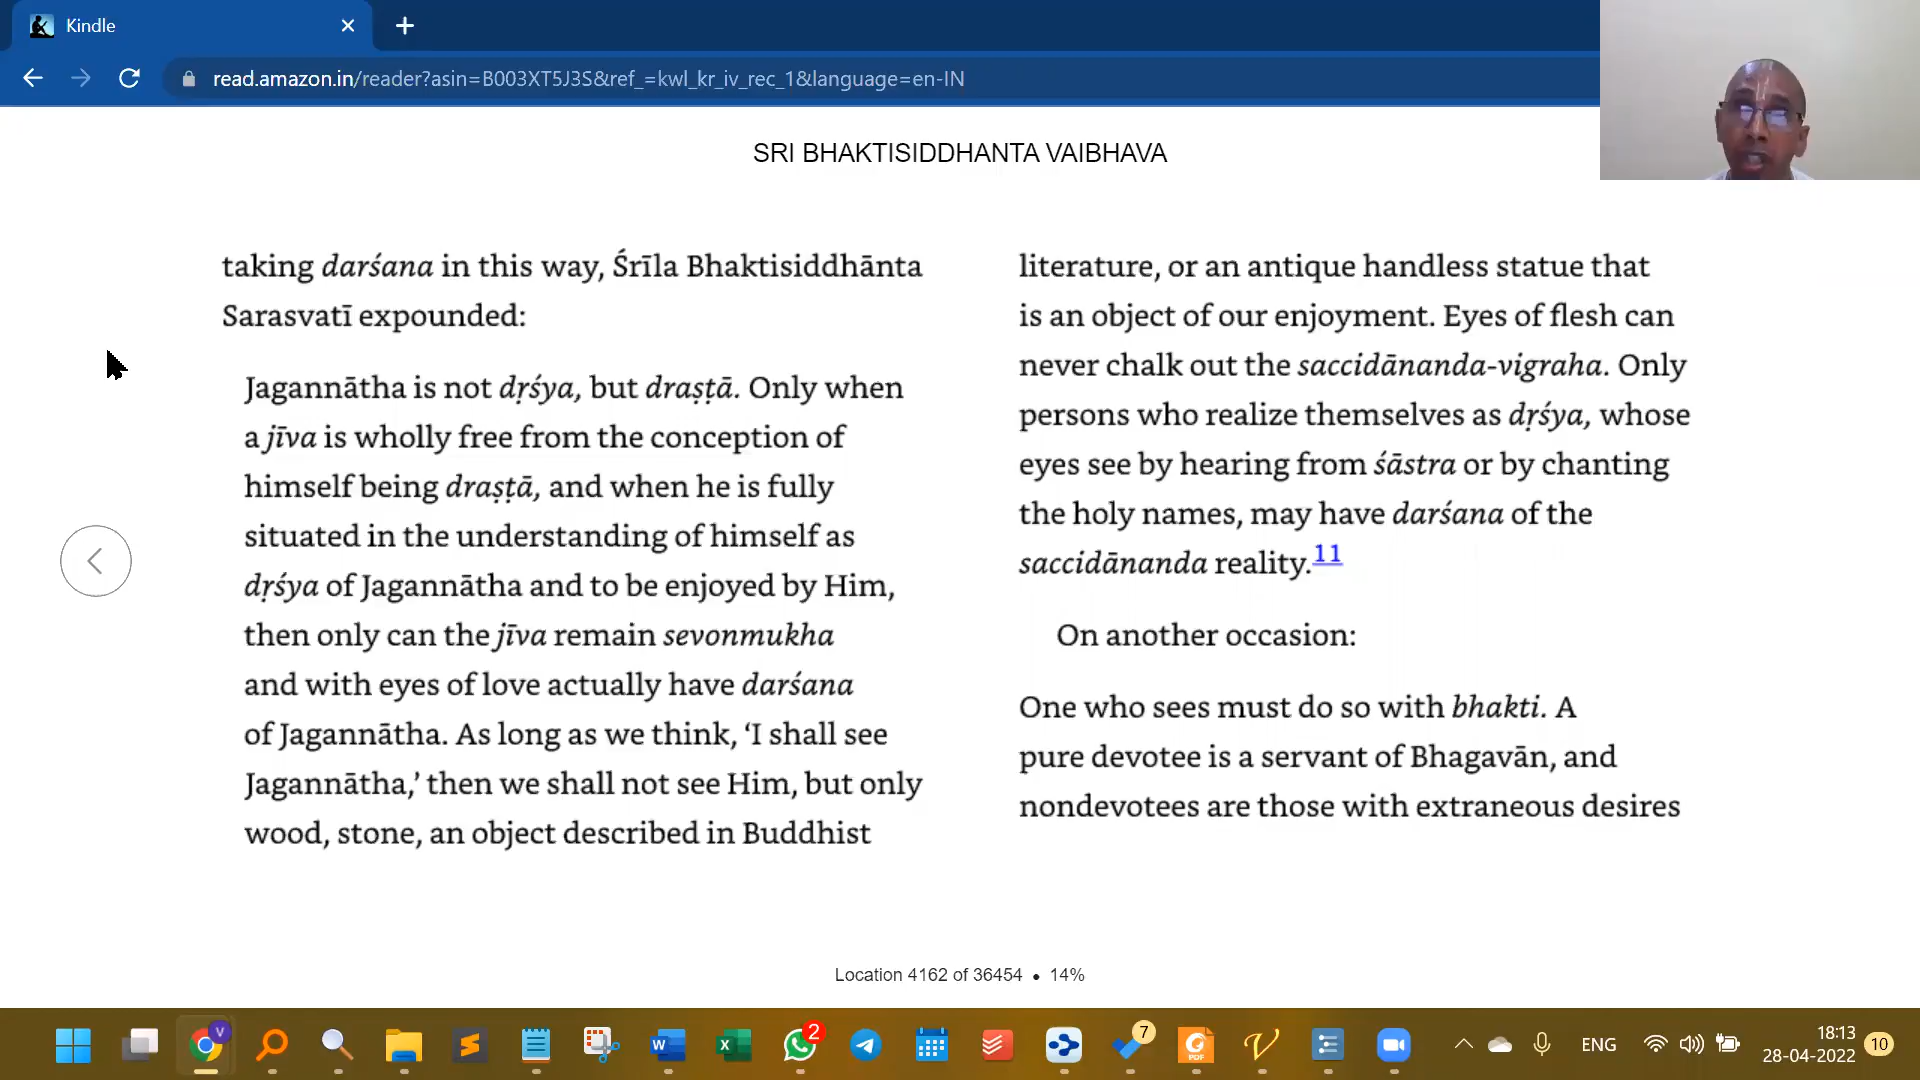 Kindle
read.amazon.in/reader?asin=B003XT5J3S&ref_=kwl_kr_iv_rec_1&language=en-IN
SRI BHAKTISIDDHANTA VAIBHAVA
taking darśana in this way, Śrīla Bhaktisiddhānta
Sarasvatī expounded:
Jagannātha is not dṛśya, but draṣṭā. Only when
a jīva is wholly free from the conception of
himself being draṣṭā, and when he is fully
situated in the understanding of himself as
dṛśya of Jagannātha and to be enjoyed by Him,
then only can the jīva remain sevonmukha
and with eyes of love actually have darśana
of Jagannātha. As long as we think, ‘I shall see
Jagannātha,’ then we shall not see Him, but only
wood, stone, an object described in Buddhist
literature, or an antique handless statue that
is an object of our enjoyment. Eyes of flesh can
never chalk out the saccidānanda-vigraha. Only
persons who realize themselves as dṛśya, whose
eyes see by hearing from śāstra or by chanting
the holy names, may have darśana of the
saccidānanda reality.11
On another occasion:
One who sees must do so with bhakti. A
pure devotee is a servant of Bhagavān, and
nondevotees are those with extraneous desires
Location 4162 of 36454 • 14%
V
2
7
PDF
ENG
18:13
28-04-2022
10